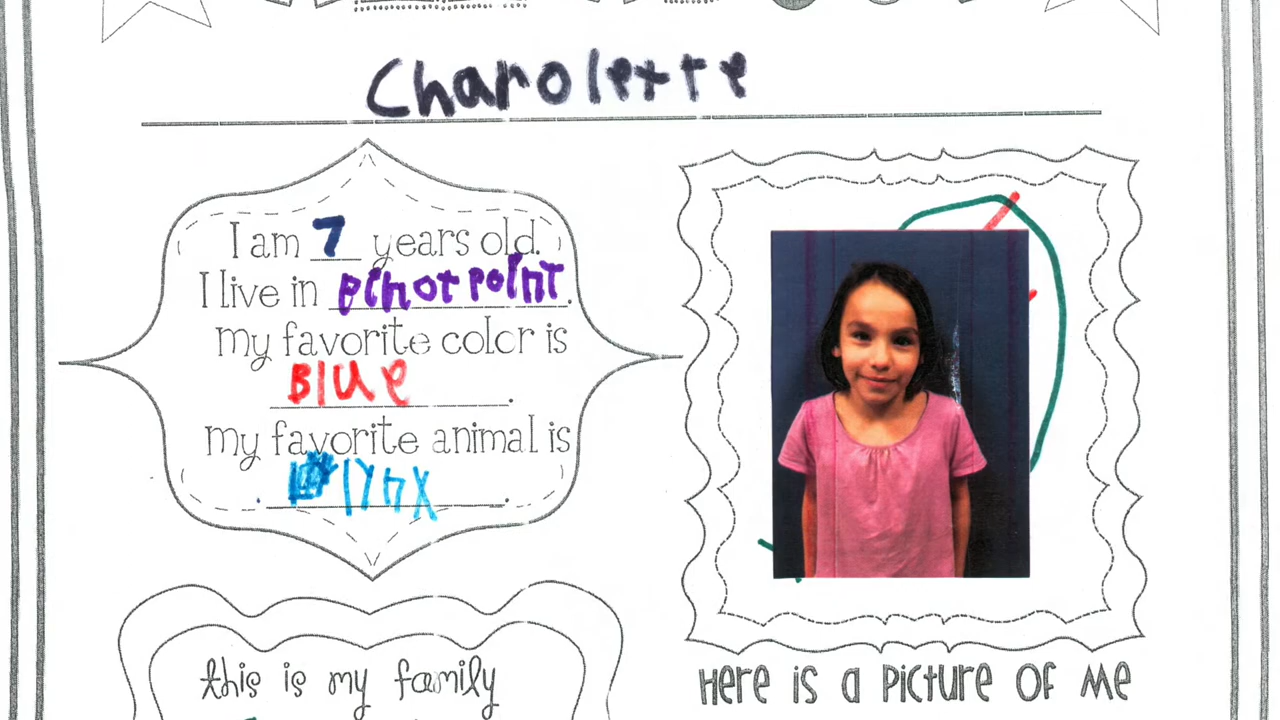 Charolette
I am 7 years old.
I live in pinot point.
my favorite color is
Blue.
my favorite animal is
lynx.
this is my family
Here is a picture of me